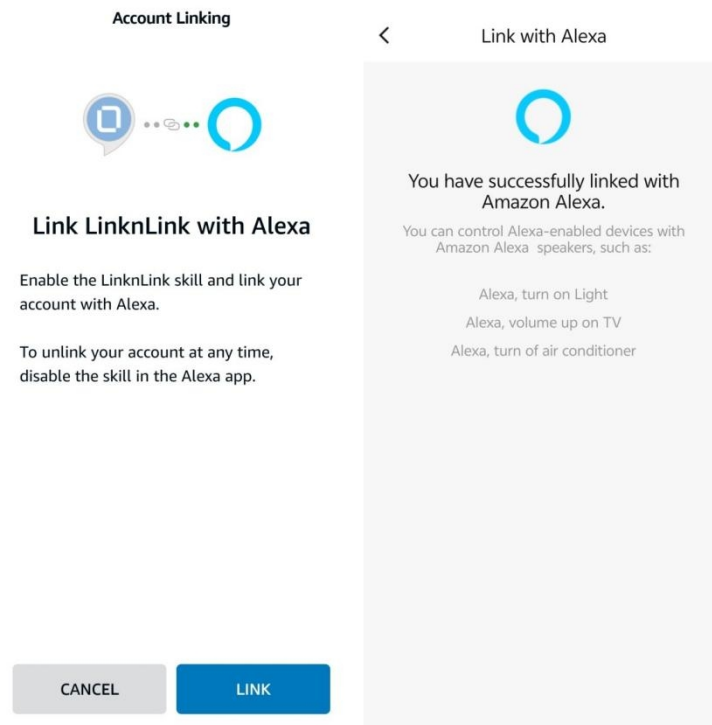 Account Linking
Link LinknLink with Alexa
Enable the LinknLink skill and link your
account with Alexa.
To unlink your account at any time,
disable the skill in the Alexa app.
CANCEL
LINK
Link with Alexa
You have successfully linked with
Amazon Alexa.
You can control Alexa-enabled devices with
Amazon Alexa speakers, such as:
Alexa, turn on Light
Alexa, volume up on TV
Alexa, turn of air conditioner